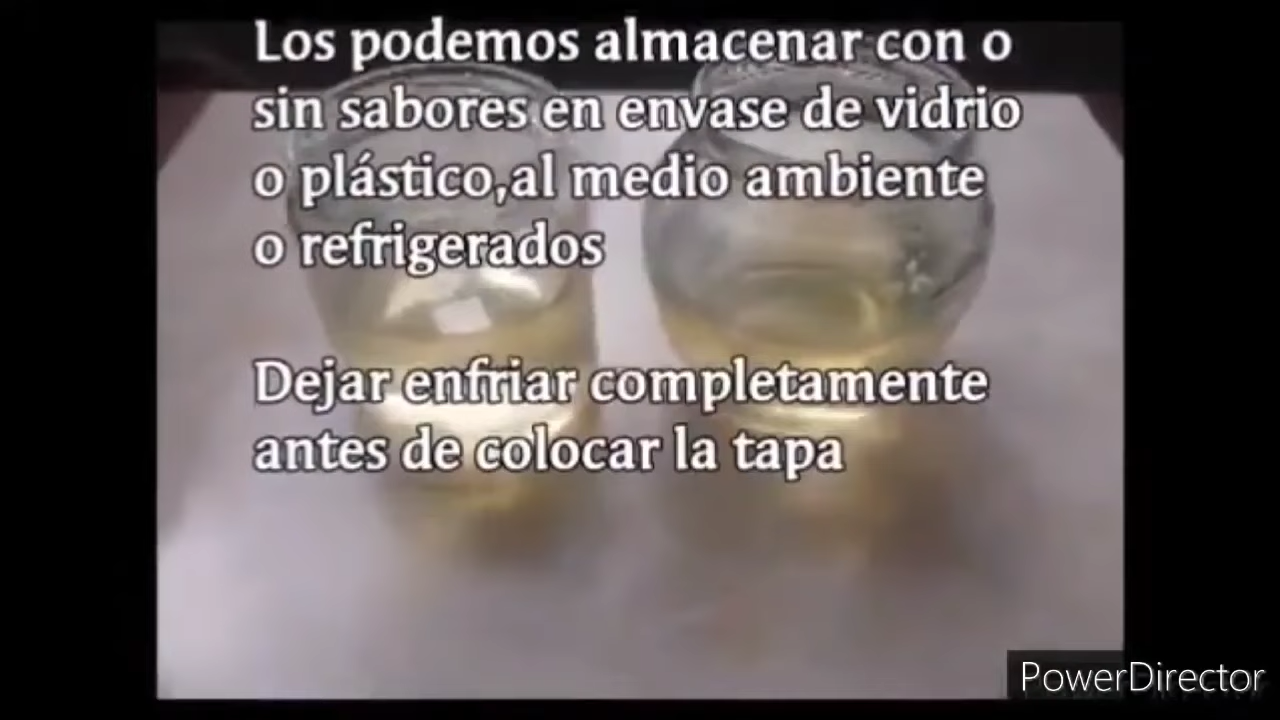 Los podemos almacenar con o
sin sabores en envase de vidrio
o plástico,al medio ambiente
o refrigerados
Dejar enfriar completamente
antes de colocar la tapa
PowerDirector